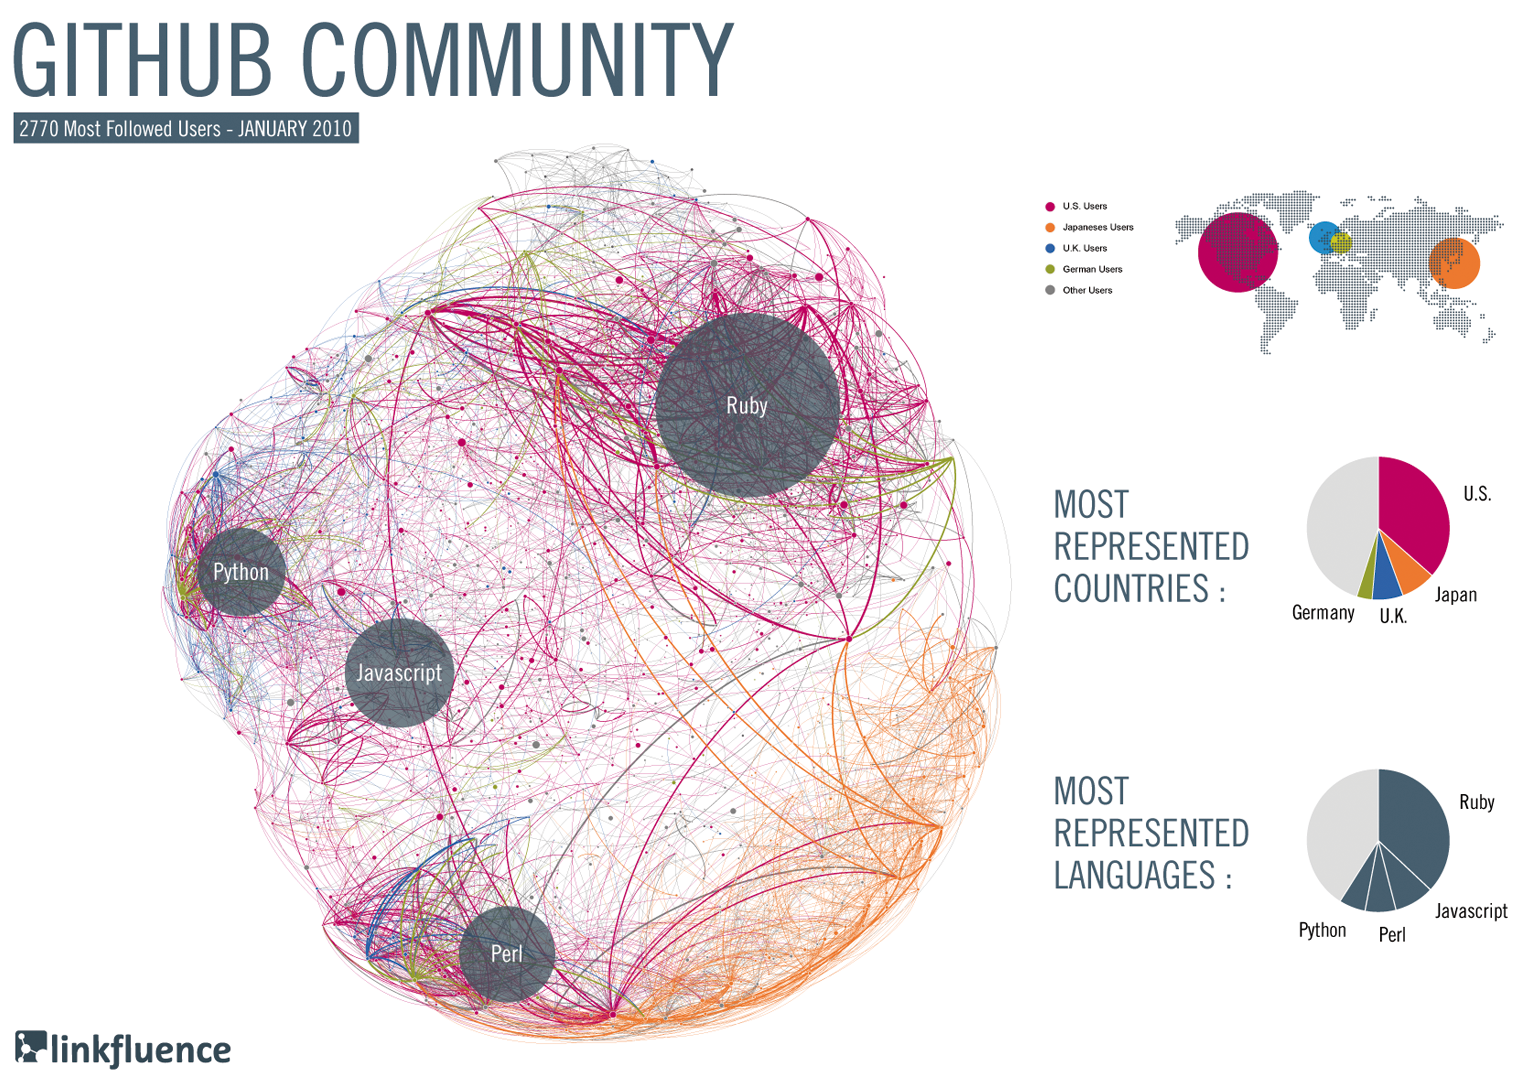 GITHUB COMMUNITY
2770 Most Followed Users - JANUARY 2010
U.S. Users
Japaneses Users
U.K. Users
German Users
Other Users
Ruby
Python
Javascript
Perl
MOST
REPRESENTED
COUNTRIES :
U.S.
Japan
U.K.
Germany
MOST
REPRESENTED
LANGUAGES :
Ruby
Javascript
Perl
Python
linkfluence